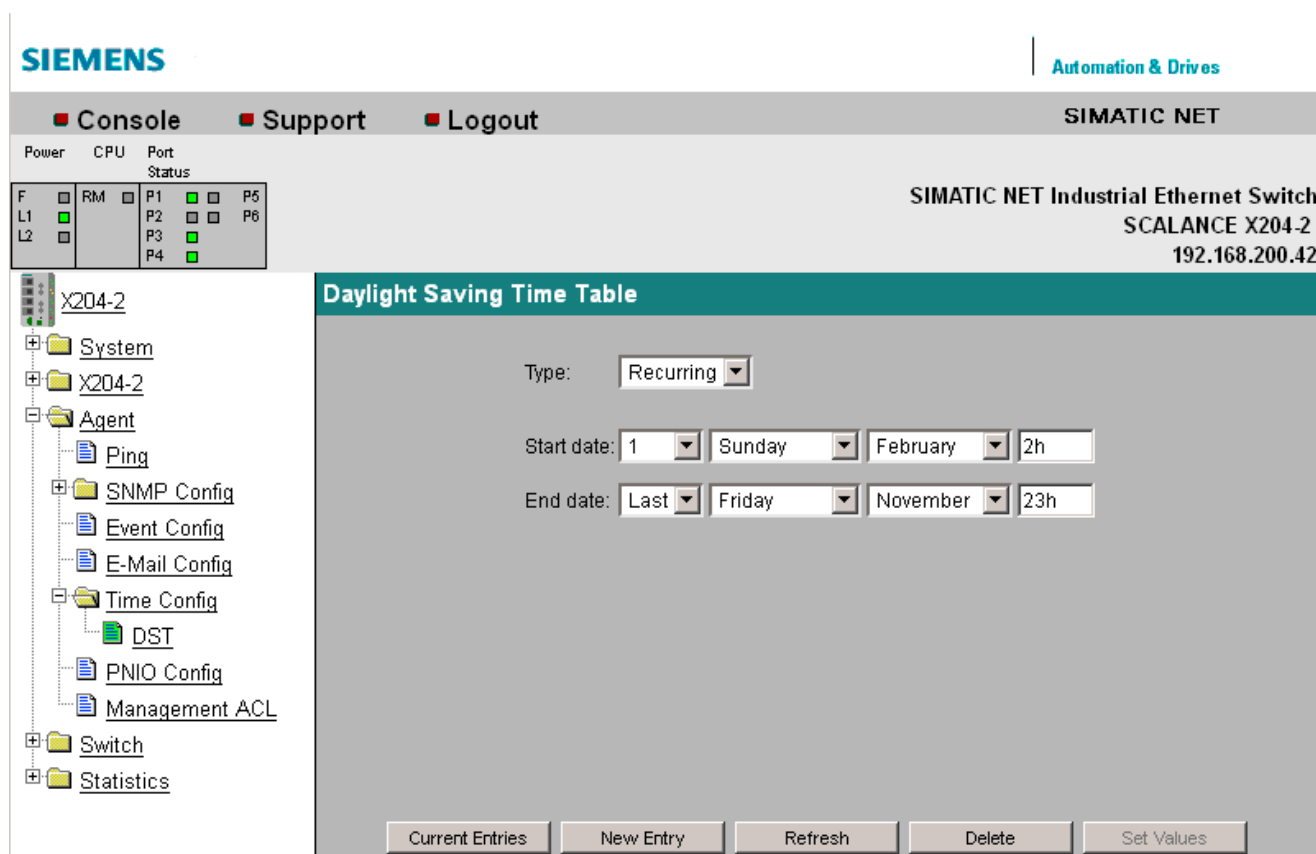 SIEMENS
Automation & Drives
Console Support Logout SIMATIC NET
Power CPU Port Status
F RM P1 P5
L1 P2 P6
L2 P3
P4
SIMATIC NET Industrial Ethernet Switch
SCALANCE X204-2
192.168.200.42
X204-2
System
X204-2
Agent
Ping
SNMP Config
Event Config
E-Mail Config
Time Config
DST
PNIO Config
Management ACL
Switch
Statistics
Daylight Saving Time Table
Type: Recurring
Start date: 1 Sunday February 2h
End date: Last Friday November 23h
Current Entries New Entry Refresh Delete Set Values